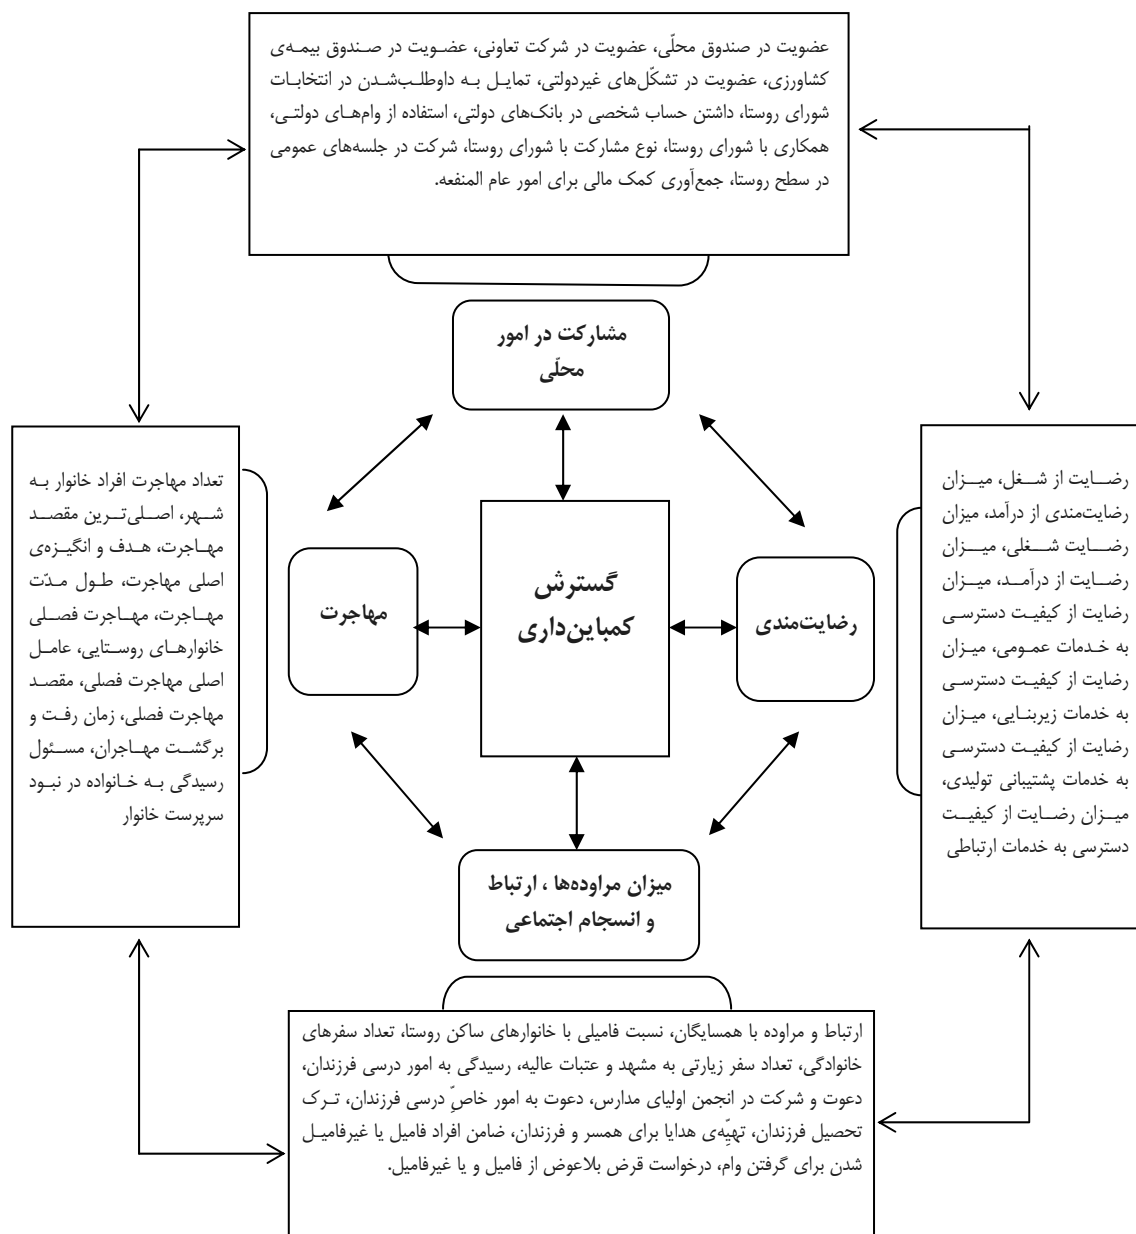 عضویت در صندوق محلّی، عضویت در شرکت تعاونی، عضویت در صندوق بیمه‌ی
کشاورزی، عضویت در تشکّل‌های غیردولتی، تمایل به داوطلب‌شدن در انتخابات
شورای روستا، داشتن حساب شخصی در بانک‌های دولتی، استفاده از وام‌های دولتی،
همکاری با شورای روستا، نوع مشارکت با شورای روستا، شرکت در جلسه‌های عمومی
در سطح روستا، جمع‌آوری کمک مالی برای امور عام المنفعه.
مشارکت در امور
محلّی
رضایت از شغل، میزان
رضایت‌مندی از درآمد، میزان
رضایت شغلی، میزان
رضایت از درآمد، میزان
رضایت از کیفیت دسترسی
به خدمات عمومی، میزان
رضایت از کیفیت دسترسی
به خدمات زیربنایی، میزان
رضایت از کیفیت دسترسی
به خدمات پشتیبانی تولیدی،
میزان رضایت از کیفیت
دسترسی به خدمات ارتباطی
رضایت‌مندی
گسترش
کمباین‌داری
مهاجرت
تعداد مهاجرت افراد خانوار به
شهر، اصلی‌ترین مقصد
مهاجرت، هدف و انگیزه‌ی
اصلی مهاجرت، طول مدّت
مهاجرت، مهاجرت فصلی
خانوارهای روستایی، عامل
اصلی مهاجرت فصلی، مقصد
مهاجرت فصلی، زمان رفت و
برگشت مهاجران، مسئول
رسیدگی به خانواده در نبود
سرپرست خانوار
میزان مراوده‌ها ، ارتباط
و انسجام اجتماعی
ارتباط و مراوده با همسایگان، نسبت فامیلی با خانوارهای ساکن روستا، تعداد سفرهای
خانوادگی، تعداد سفر زیارتی به مشهد و عتبات عالیه، رسیدگی به امور درسی فرزندان،
دعوت و شرکت در انجمن اولیای مدارس، دعوت به امور خاصِّ درسی فرزندان، ترک
تحصیل فرزندان، تهیّه‌ی هدایا برای همسر و فرزندان، ضامن افراد فامیل یا غیرفامیل
شدن برای گرفتن وام، درخواست قرض بلاعوض از فامیل و یا غیرفامیل.